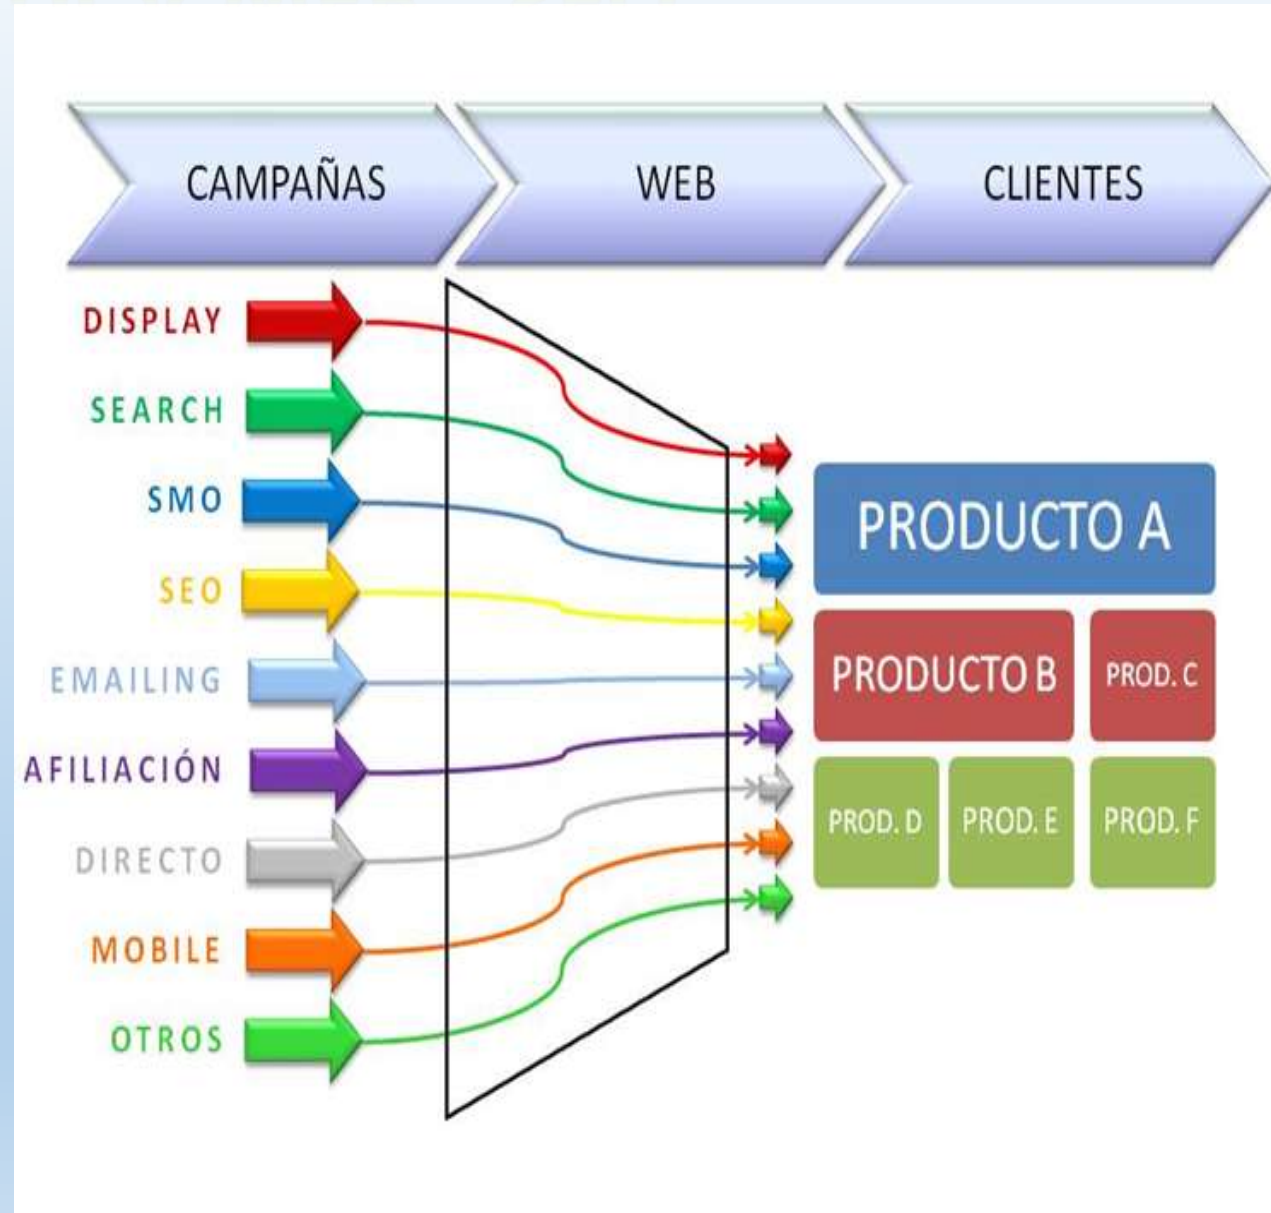 CAMPAÑAS
WEB
CLIENTES
DISPLAY
SEARCH
SMO
SEO
EMAILING
AFILIACIÓN
DIRECTO
MOBILE
OTROS
PRODUCTO A
PRODUCTO B
PROD. C
PROD. D
PROD. E
PROD. F